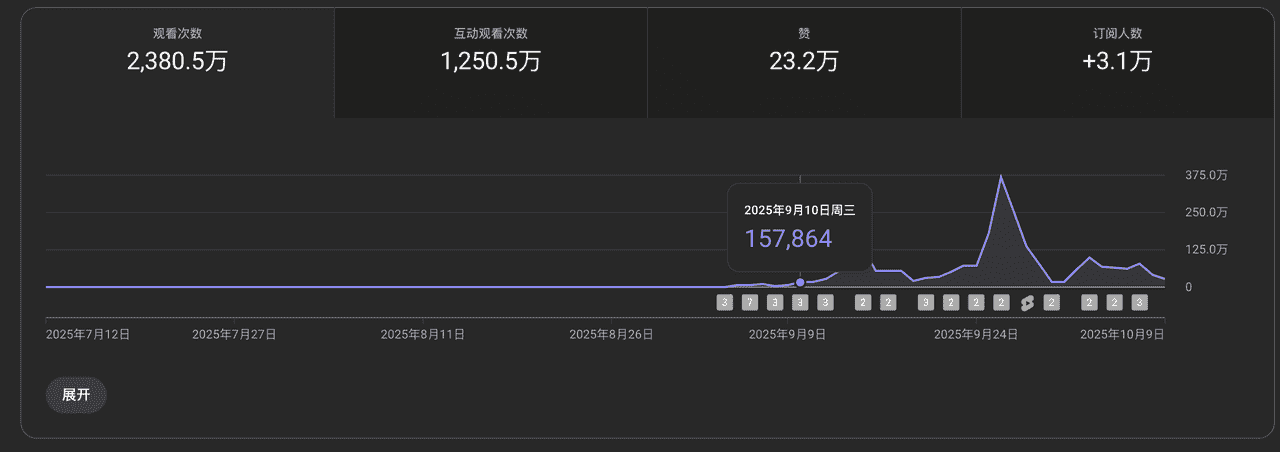 观看次数
2,380.5万
互动观看次数
1,250.5万
赞
23.2万
订阅人数
+3.1万
375.0万
2025年9月10日周三
157,864
250.0万
125.0万
0
3 7 3 3 3 2 2 3 2 2 2 2 2 2 3
2025年7月12日 2025年7月27日 2025年8月11日 2025年8月26日 2025年9月9日 2025年9月24日 2025年10月9日
展开